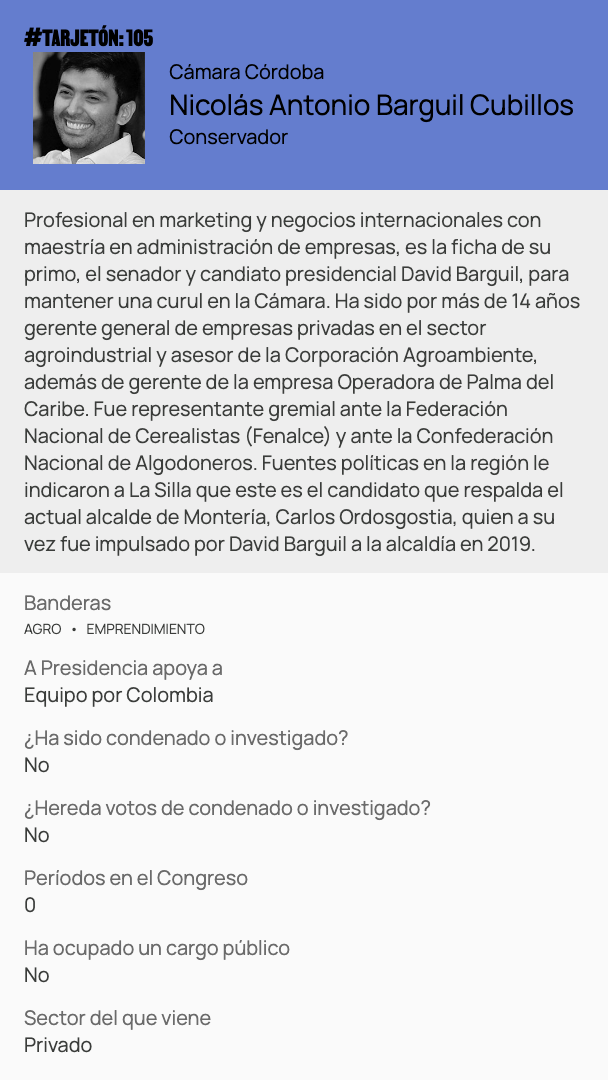 #TARJETÓN: 105
Cámara Córdoba
Nicolás Antonio Barguil Cubillos
Conservador
Profesional en marketing y negocios internacionales con
maestría en administración de empresas, es la ficha de su
primo, el senador y candiato presidencial David Barguil, para
mantener una curul en la Cámara. Ha sido por más de 14 años
gerente general de empresas privadas en el sector
agroindustrial y asesor de la Corporación Agroambiente,
además de gerente de la empresa Operadora de Palma del
Caribe. Fue representante gremial ante la Federación
Nacional de Cerealistas (Fenalce) y ante la Confederación
Nacional de Algodoneros. Fuentes políticas en la región le
indicaron a La Silla que este es el candidato que respalda el
actual alcalde de Montería, Carlos Ordosgostia, quien a su
vez fue impulsado por David Barguil a la alcaldía en 2019.
Banderas
AGRO • EMPRENDIMIENTO
A Presidencia apoya a
Equipo por Colombia
¿Ha sido condenado o investigado?
No
¿Hereda votos de condenado o investigado?
No
Períodos en el Congreso
0
Ha ocupado un cargo público
No
Sector del que viene
Privado